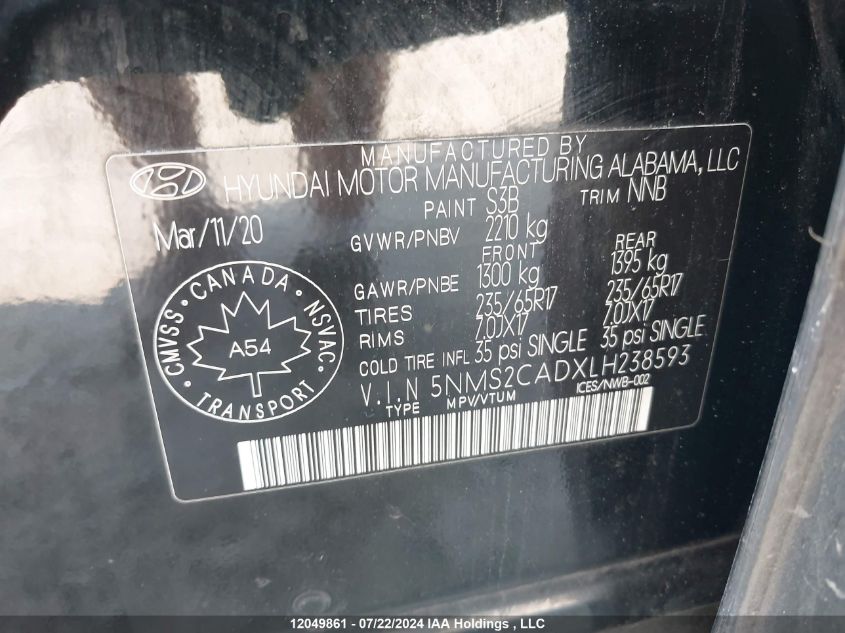 MANUFACTURED BY
HYUNDAI MOTOR MANUFACTURING ALABAMA, LLC
PAINT S3B TRIM NNB
Mar/11/20
GVWR/PNBV 2210 kg
FRONT REAR
GAWR/PNBE 1300 kg 1395 kg
TIRES 235/65R17 235/65R17
RIMS 7.0JX17 7.0JX17
COLD TIRE INFL 35 psi SINGLE 35 psi SINGLE
V.I.N 5NMS2CADXLH238593
TYPE MPV/VTUM ICES/NWB-002
CMVSS • CANADA • NSVAC •
TRANSPORT •
A54
12049861 - 07/22/2024 IAA Holdings , LLC